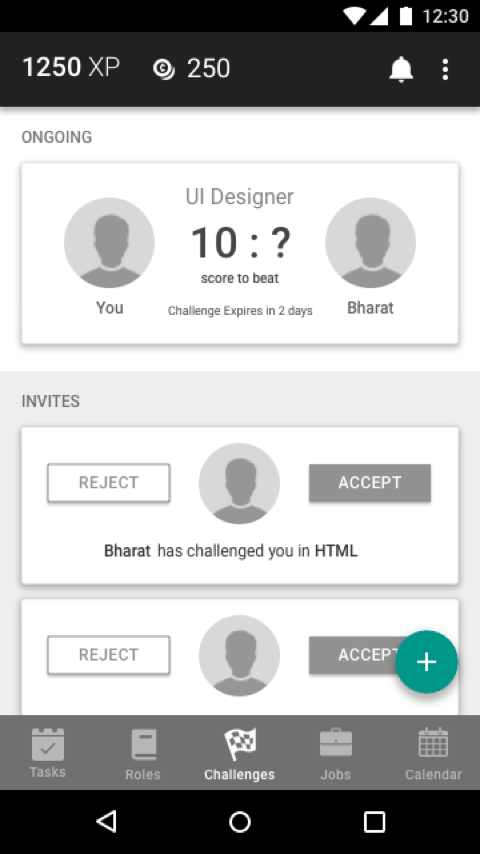 12:30
1250 XP 250
ONGOING
UI Designer
10 : ?
score to beat
You
Challenge Expires in 2 days
Bharat
INVITES
REJECT
ACCEPT
Bharat has challenged you in HTML
REJECT
ACCEPT
+
Tasks
Roles
Challenges
Jobs
Calendar